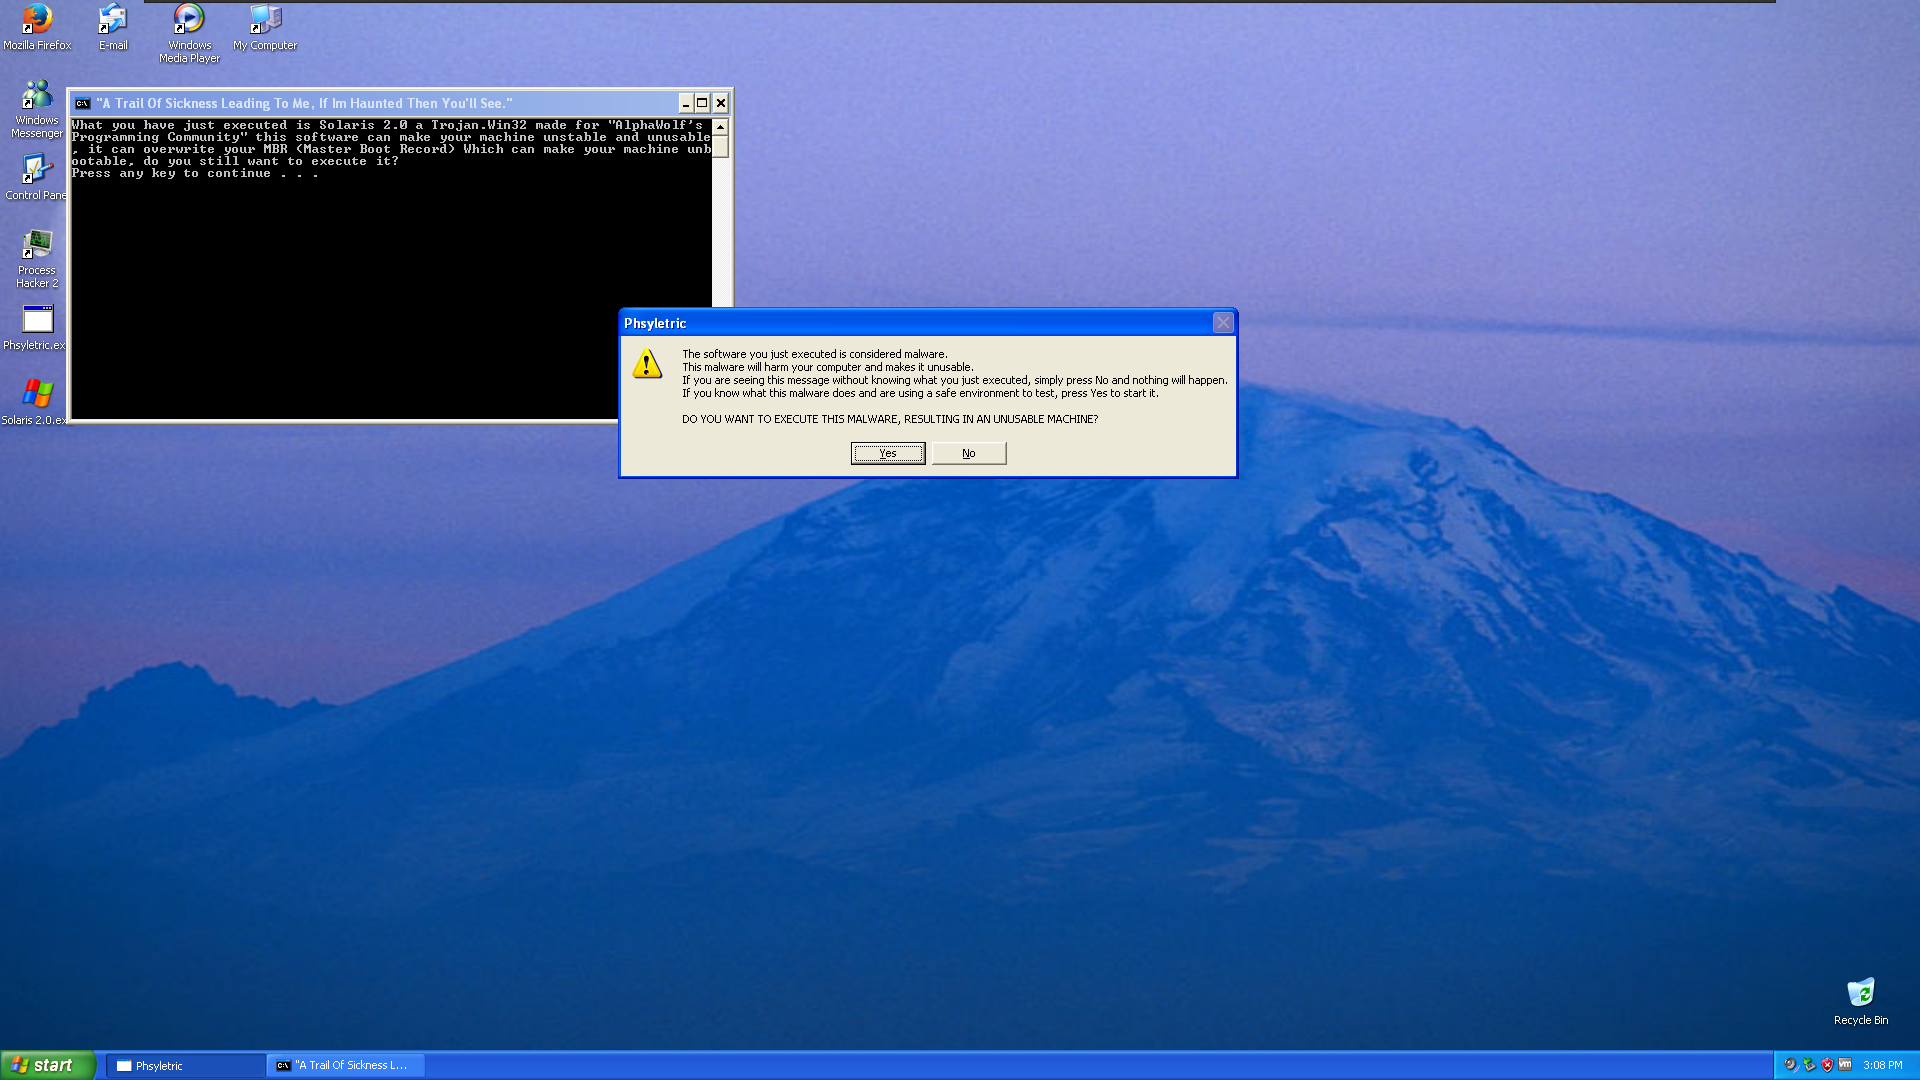 Mozilla Firefox
E-mail
Windows
Media Player
My Computer
Windows
Messenger
Control Pane
Process
Hacker 2
Phsyletric.ex
Solaris 2.0.ex
"A Trail Of Sickness Leading To Me, If Im Haunted Then You'll See."
What you have just executed is Solaris 2.0 a Trojan.Win32 made for "AlphaWolf's
Programming Community" this software can make your machine unstable and unusable
, it can overwrite your MBR (Master Boot Record) Which can make your machine unb
ootable, do you still want to execute it?
Press any key to continue . . .
Phsyletric
The software you just executed is considered malware.
This malware will harm your computer and makes it unusable.
If you are seeing this message without knowing what you just executed, simply press No and nothing will happen.
If you know what this malware does and are using a safe environment to test, press Yes to start it.
DO YOU WANT TO EXECUTE THIS MALWARE, RESULTING IN AN UNUSABLE MACHINE?
Yes
No
Recycle Bin
start
Phsyletric
"A Trail Of Sickness L...
3:08 PM